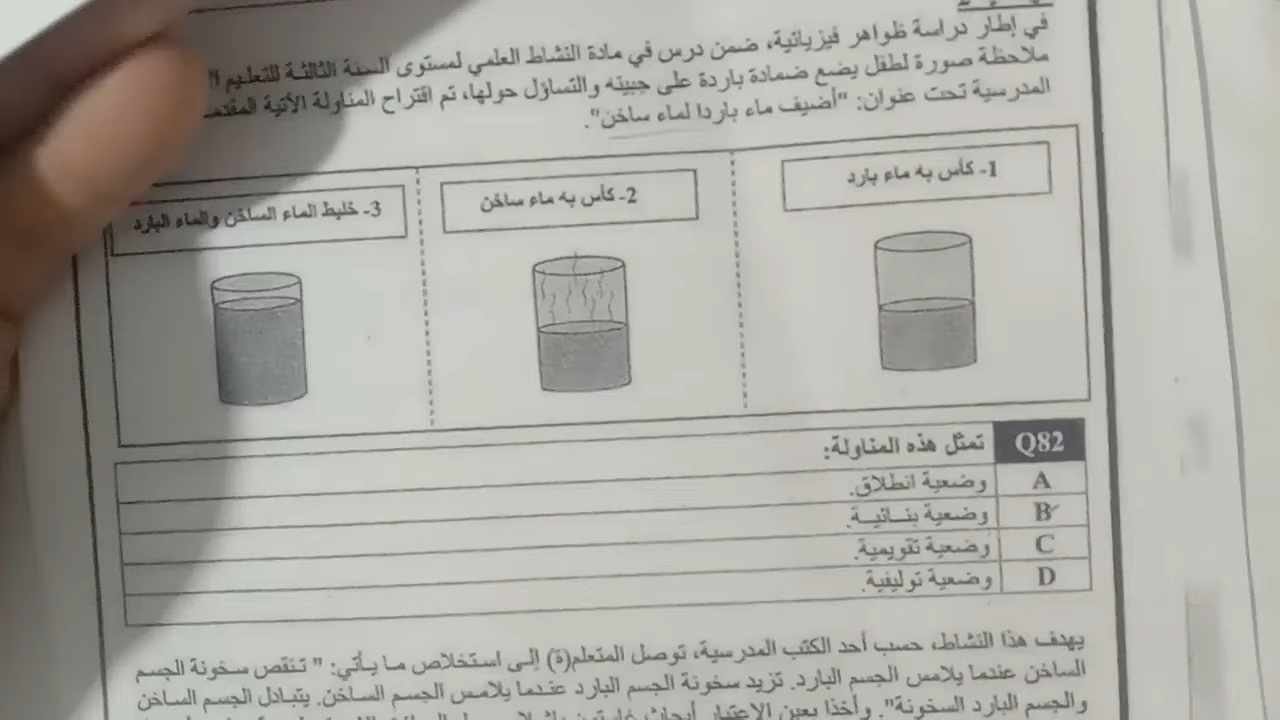 في إطار دراسة ظواهر فيزيائية، ضمن درس في مادة النشاط العلمي لمستوى السنة الثالثة للتعليم
ملاحظة صورة لطفل يضع ضمادة باردة على جبينه والتساؤل حولها، تم اقتراح المناولة الآتية
المدرسية تحت عنوان: "أضيف ماء باردا لماء ساخن".
1- كأس به ماء بارد
2- كأس به ماء ساخن
3- خليط الماء الساخن والماء البارد
Q82 تمثل هذه المناولة:
A وضعية انطلاق.
B وضعية بنــائيــة.
C وضعية تقويمية.
D وضعية توليفية.
يهدف هذا النشاط، حسب أحد الكتب المدرسية، توصل المتعلم(ة) إلى استخلاص ما يأتي: " تنقص سخونة الجسم
الساخن عندما يلامس الجسم البارد. تزيد سخونة الجسم البارد عندما يلامس الجسم الساخن. يتبادل الجسم الساخن
والجسم البارد السخونة". وأخذا بعين الاعتبار أبحاث